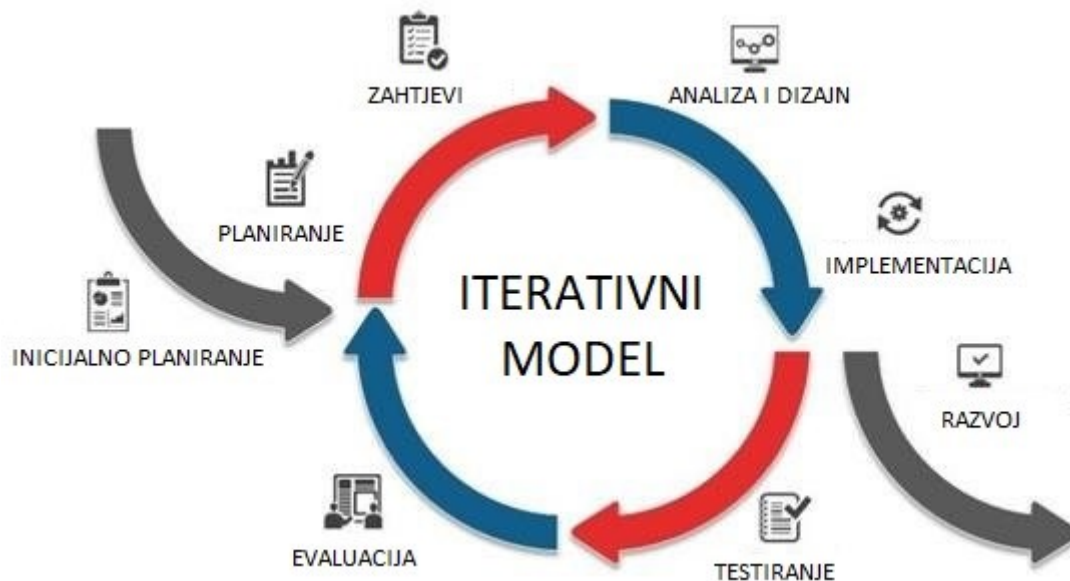 ZAHTJEVI
ANALIZA I DIZAJN
PLANIRANJE
IMPLEMENTACIJA
ITERATIVNI
MODEL
INICIJALNO PLANIRANJE
RAZVOJ
EVALUACIJA
TESTIRANJE